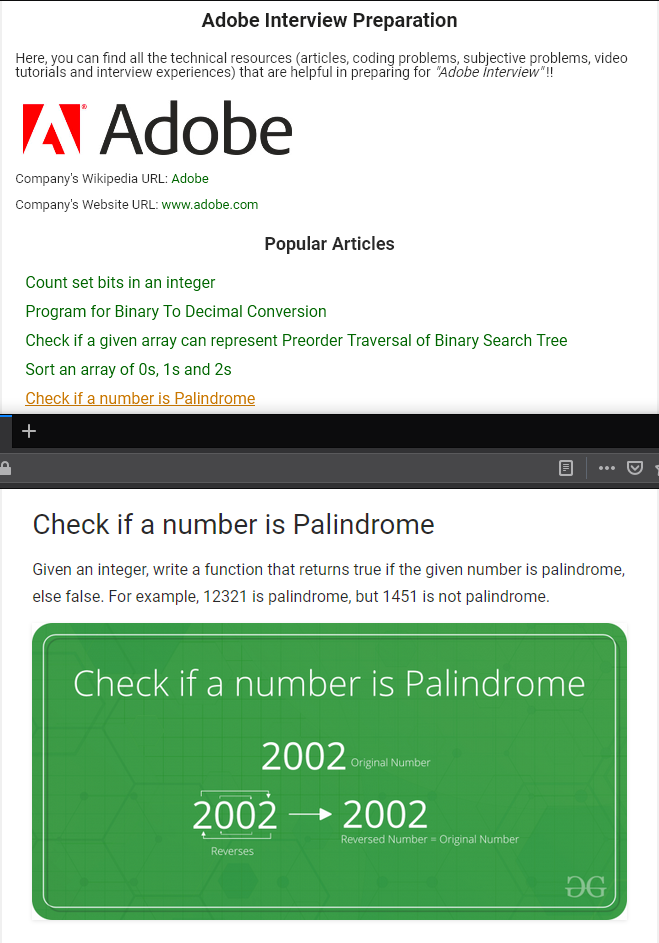 Adobe Interview Preparation
Here, you can find all the technical resources (articles, coding problems, subjective problems, video
tutorials and interview experiences) that are helpful in preparing for "Adobe Interview" !!
Adobe
Company's Wikipedia URL: Adobe
Company's Website URL: www.adobe.com
Popular Articles
Count set bits in an integer
Program for Binary To Decimal Conversion
Check if a given array can represent Preorder Traversal of Binary Search Tree
Sort an array of 0s, 1s and 2s
Check if a number is Palindrome
Check if a number is Palindrome
Given an integer, write a function that returns true if the given number is palindrome,
else false. For example, 12321 is palindrome, but 1451 is not palindrome.
Check if a number is Palindrome
2002 Original Number
2002 2002
Reversed Number = Original Number
Reverses